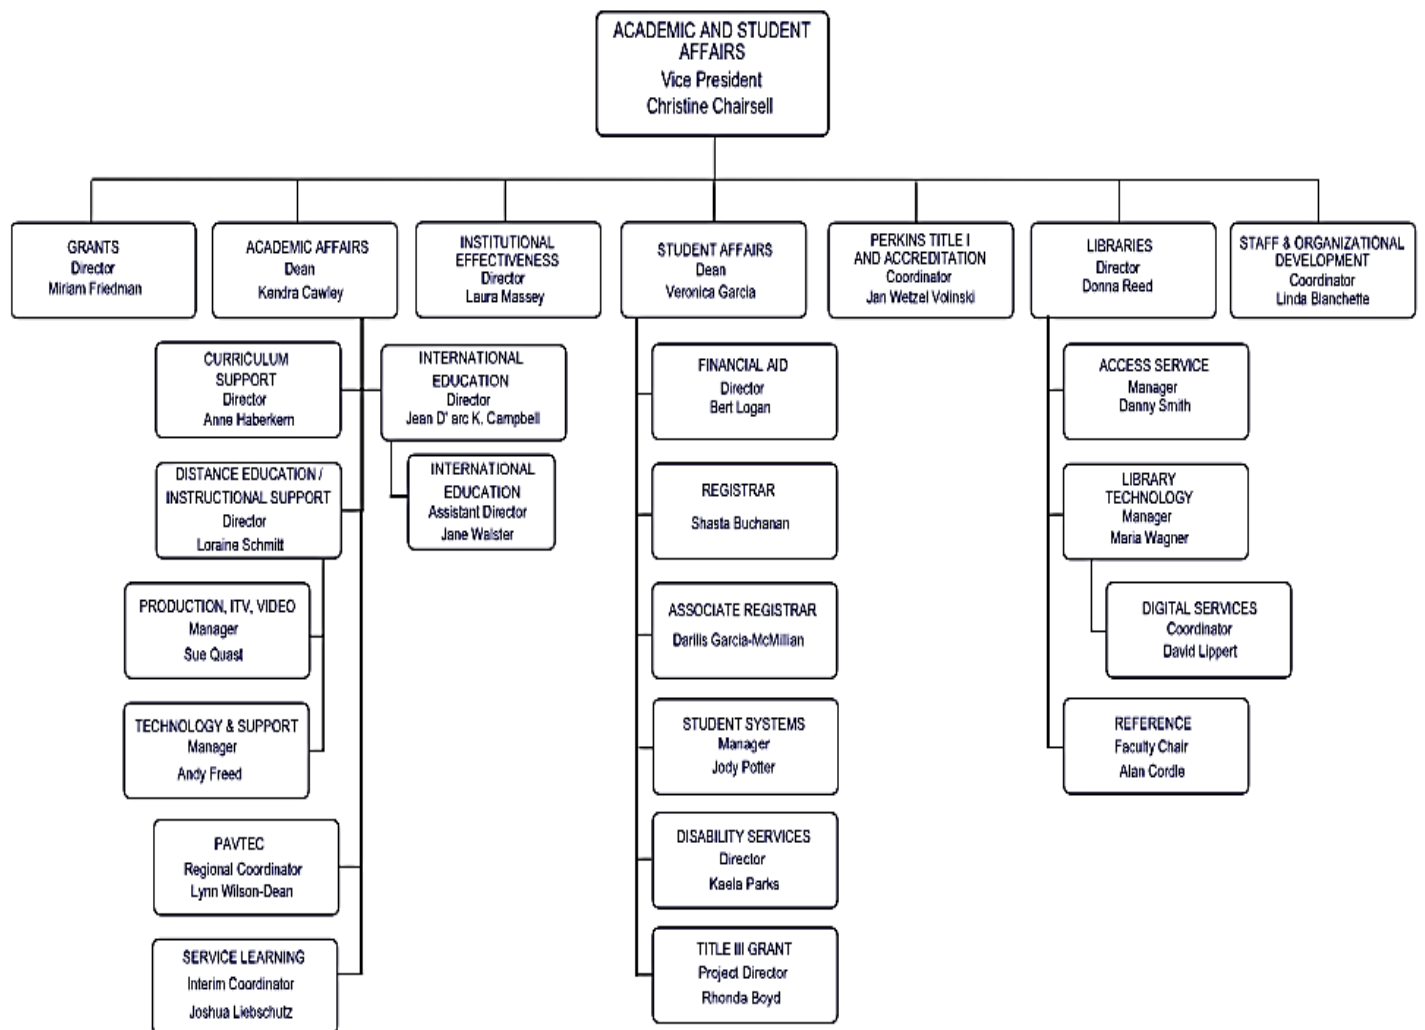 ACADEMIC AND STUDENT
AFFAIRS
Vice President
Christine Chairsell
GRANTS
Director
Miriam Friedman
ACADEMIC AFFAIRS
Dean
Kendra Cawley
INSTITUTIONAL
EFFECTIVENESS
Director
Laura Massey
STUDENT AFFAIRS
Dean
Veronica Garcia
PERKINS TITLE I
AND ACCREDITATION
Coordinator
Jan Wetzel Volinski
LIBRARIES
Director
Donna Reed
STAFF & ORGANIZATIONAL
DEVELOPMENT
Coordinator
Linda Blanchette
CURRICULUM
SUPPORT
Director
Anne Haberkern
INTERNATIONAL
EDUCATION
Director
Jean D' arc K. Campbell
INTERNATIONAL
EDUCATION
Assistant Director
Jane Walster
DISTANCE EDUCATION /
INSTRUCTIONAL SUPPORT
Director
Loraine Schmitt
PRODUCTION, ITV, VIDEO
Manager
Sue Quast
TECHNOLOGY & SUPPORT
Manager
Andy Freed
PAVTEC
Regional Coordinator
Lynn Wilson-Dean
SERVICE LEARNING
Interim Coordinator
Joshua Liebschutz
FINANCIAL AID
Director
Bert Logan
REGISTRAR
Shasta Buchanan
ASSOCIATE REGISTRAR
Darilis Garcia-McMillian
STUDENT SYSTEMS
Manager
Jody Potter
DISABILITY SERVICES
Director
Kaela Parks
TITLE III GRANT
Project Director
Rhonda Boyd
ACCESS SERVICE
Manager
Danny Smith
LIBRARY
TECHNOLOGY
Manager
Maria Wagner
DIGITAL SERVICES
Coordinator
David Lippert
REFERENCE
Faculty Chair
Alan Cordle